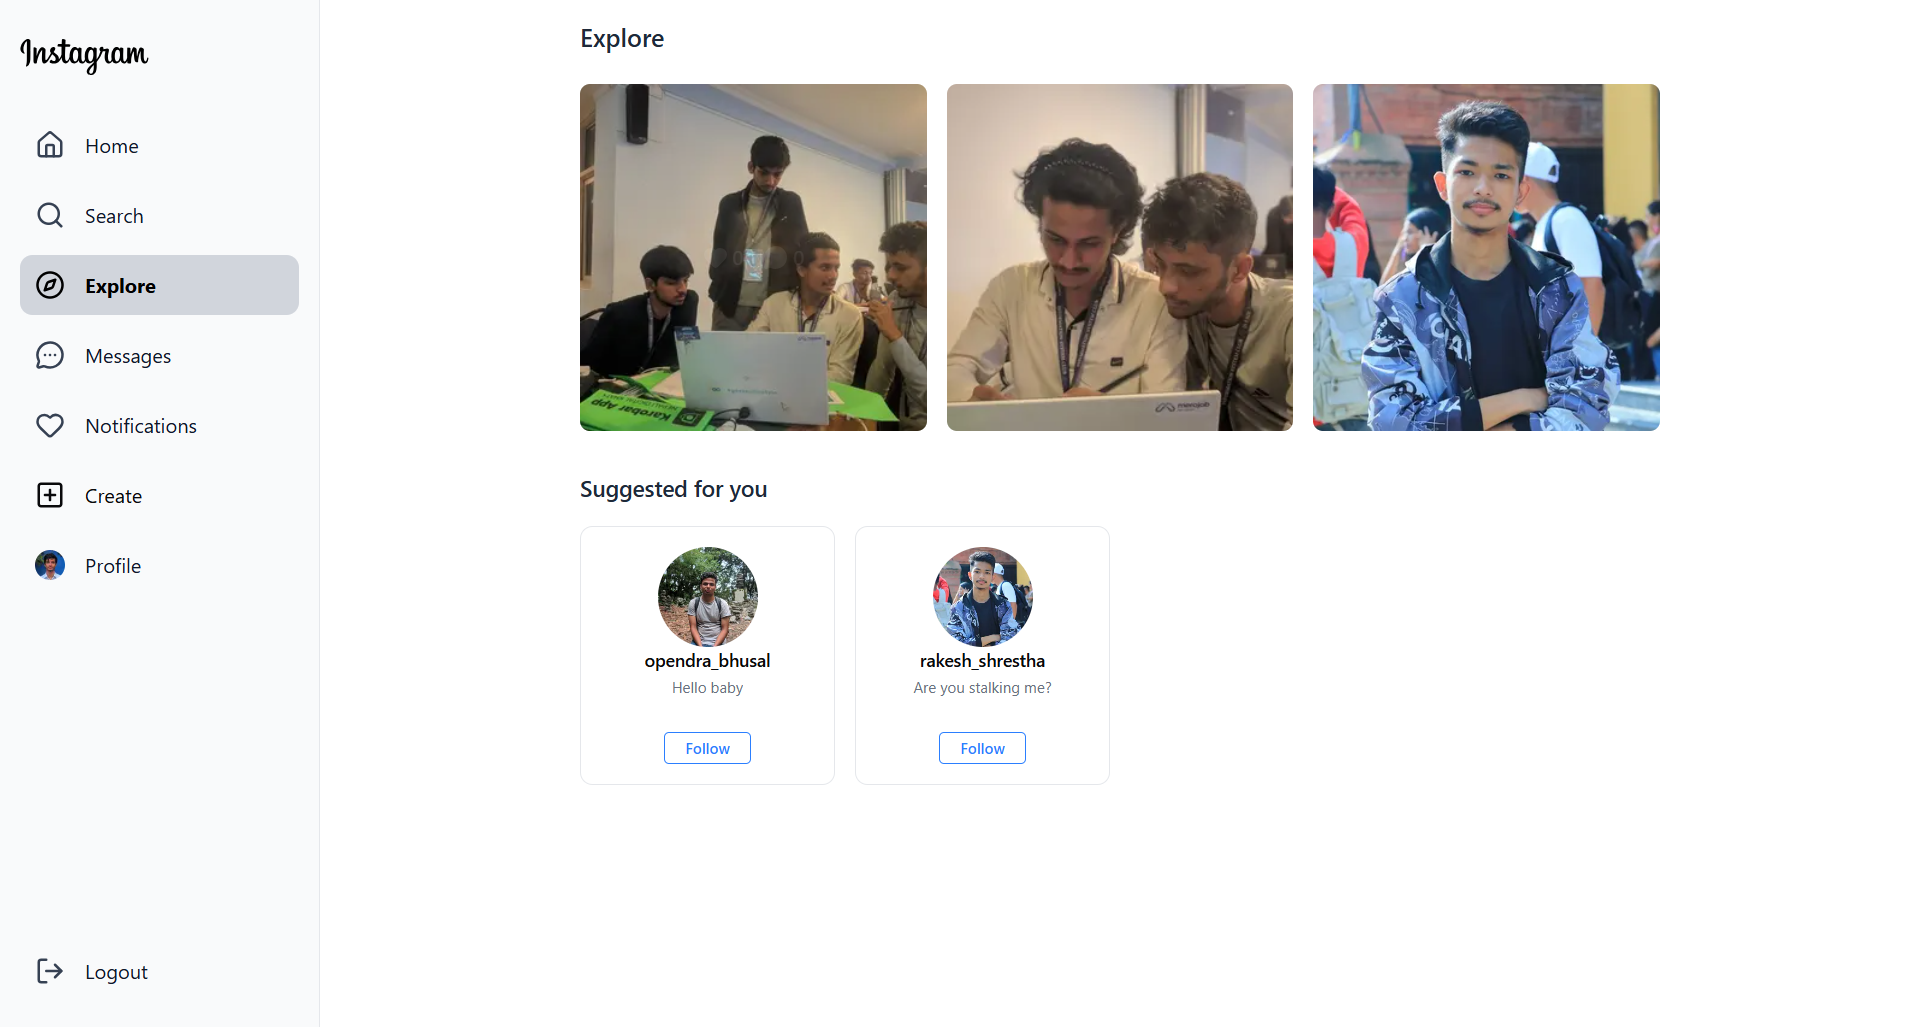 Instagram
Home
Search
Explore
Messages
Notifications
Create
Profile
Logout
Explore
Karobar App
merojob
Suggested for you
opendra_bhusal
Hello baby
Follow
rakesh_shrestha
Are you stalking me?
Follow